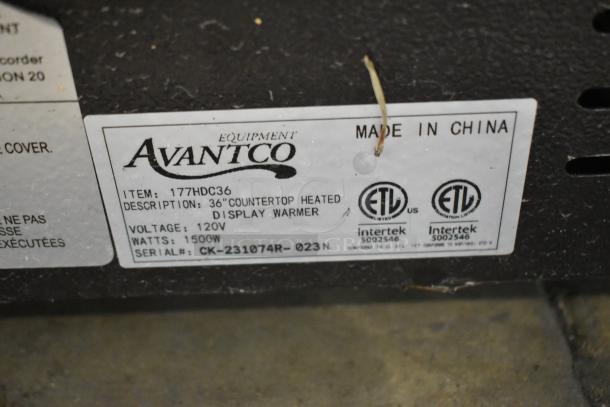 NT
corder
ION 20
E COVER.
NE PAS
SSE
EXÉCUTÉES
EQUIPMENT
AVANTCO
MADE IN CHINA
ITEM: 177HDC36
DESCRIPTION: 36"COUNTERTOP HEATED
DISPLAY WARMER
VOLTAGE: 120V
WATTS: 1500W
SERIAL#: CK-231074R-023N
ETL
US
Intertek
5002546
ETL
Intertek
5002546